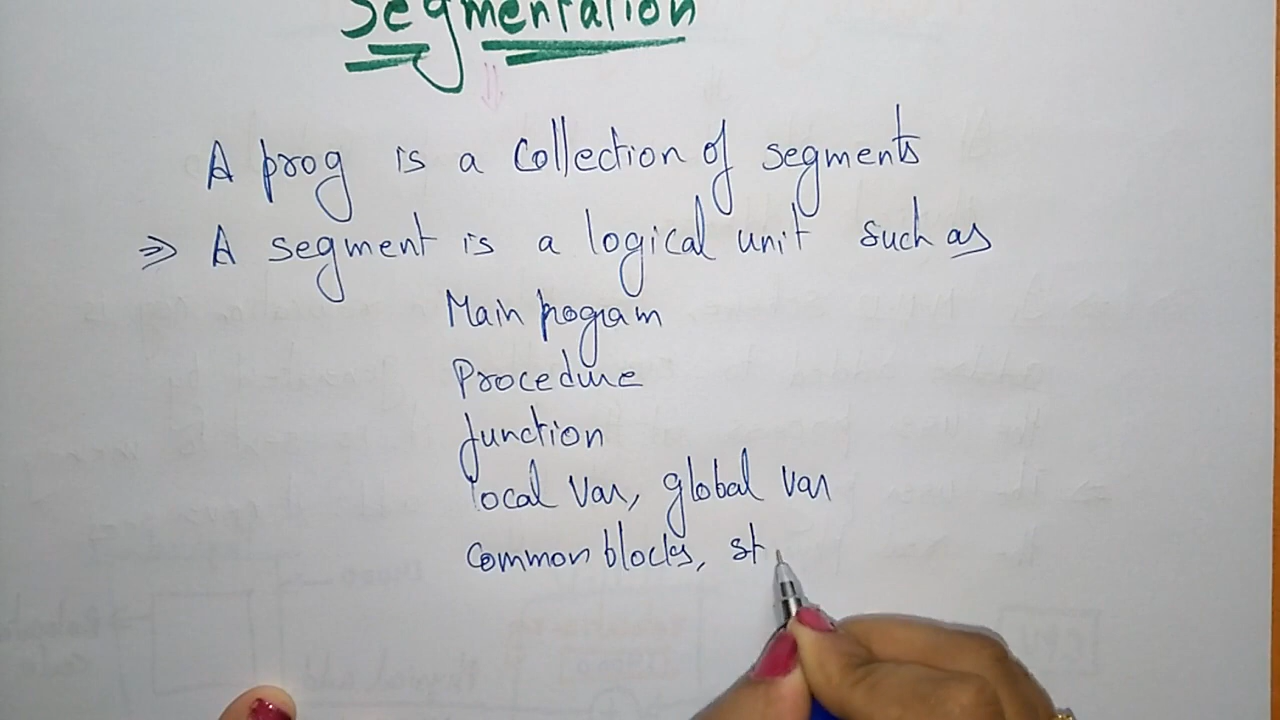 Segmentation
A prog is a collection of segments
⇒ A segment is a logical unit such as
Main program
Procedure
function
local var, global var
Common blocks, st